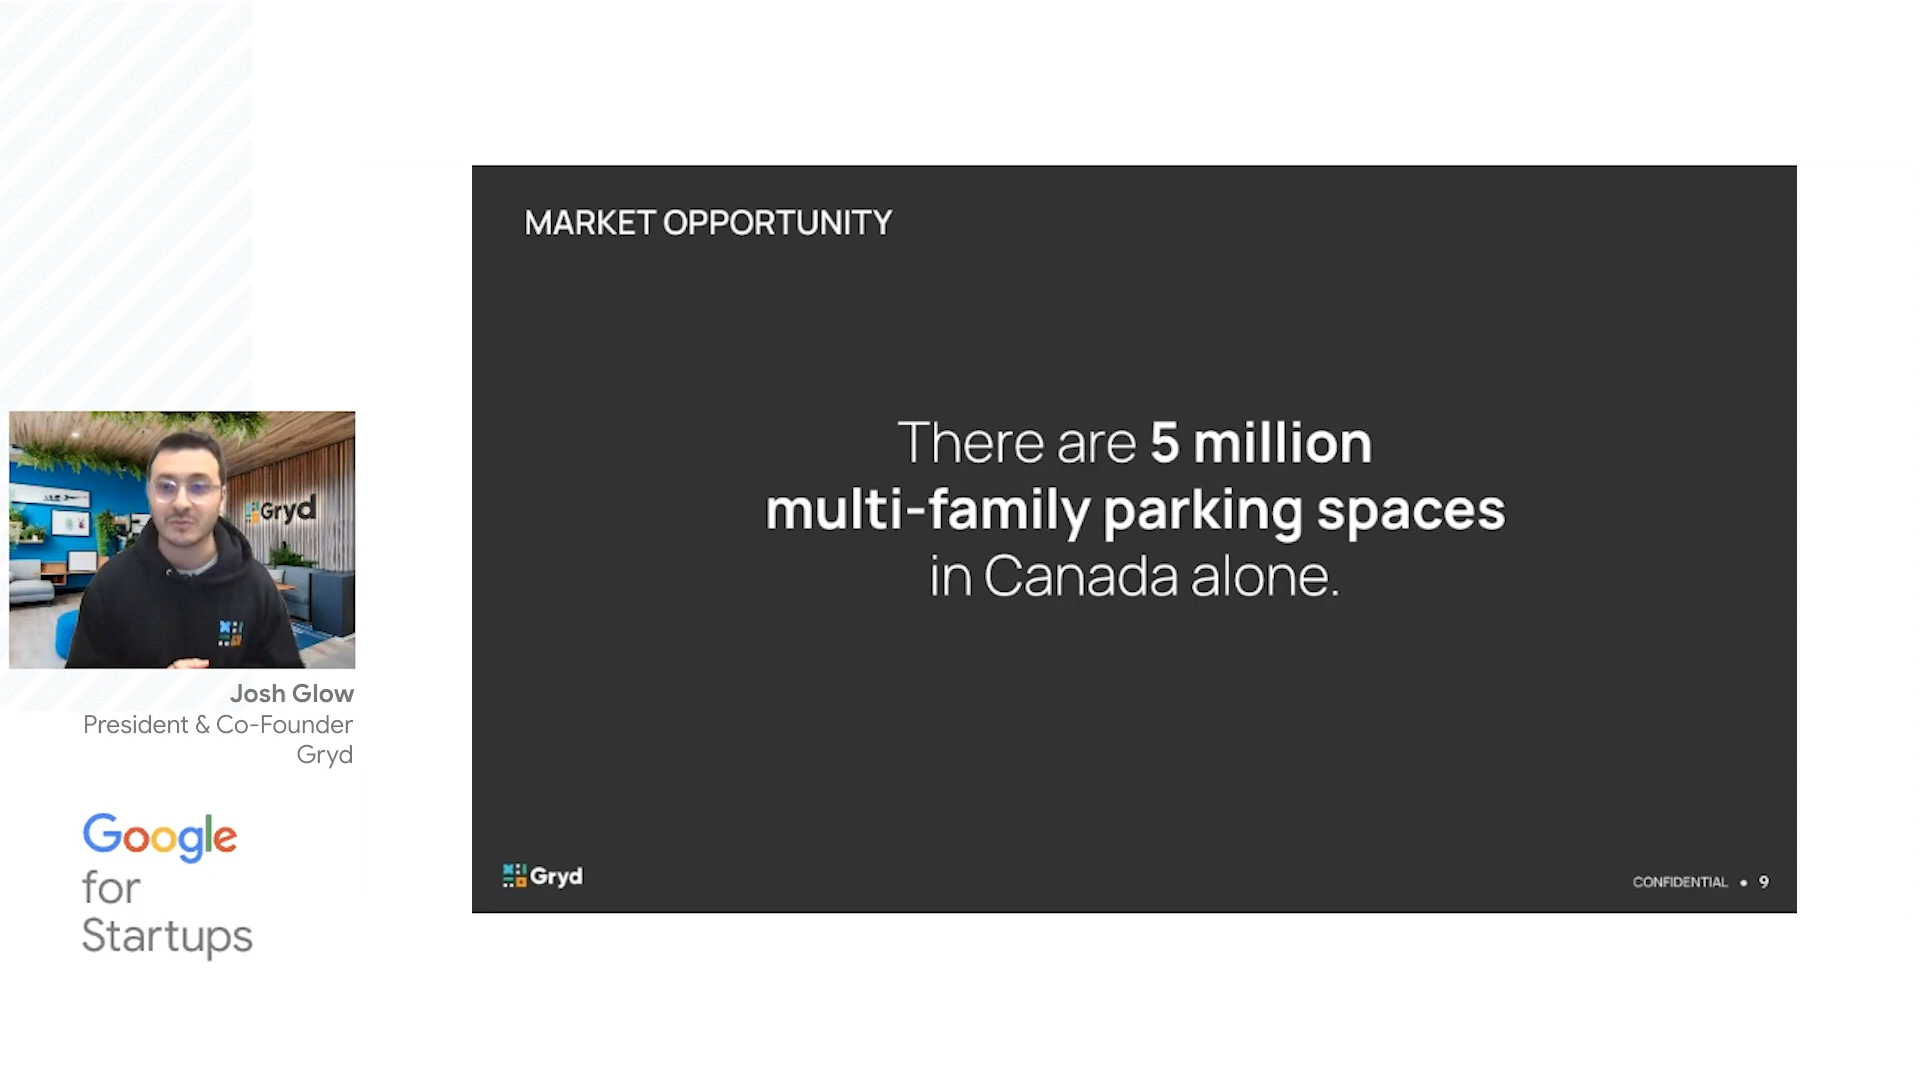 MARKET OPPORTUNITY
There are 5 million
multi-family parking spaces
in Canada alone.
Gryd
CONFIDENTIAL • 9
Gryd
Josh Glow
President & Co-Founder
Gryd
Google
for
Startups